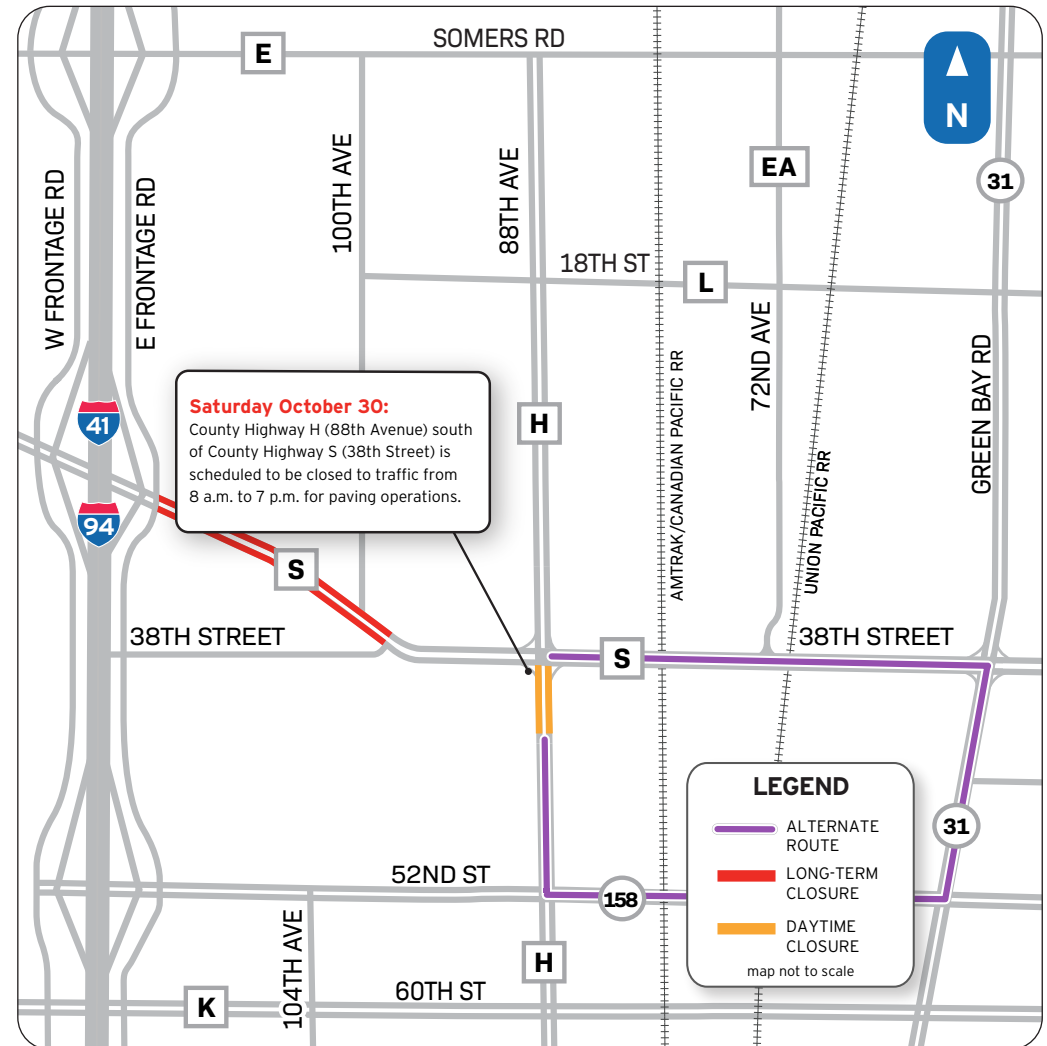 SOMERS RD
E
N
W FRONTAGE RD
E FRONTAGE RD
100TH AVE
88TH AVE
EA
31
18TH ST
L
72ND AVE
GREEN BAY RD
AMTRAK/CANADIAN PACIFIC RR
UNION PACIFIC RR
H
41
94
Saturday October 30:
County Highway H (88th Avenue) south
of County Highway S (38th Street) is
scheduled to be closed to traffic from
8 a.m. to 7 p.m. for paving operations.
S
38TH STREET
S
38TH STREET
LEGEND
ALTERNATE
ROUTE
LONG-TERM
CLOSURE
DAYTIME
CLOSURE
map not to scale
31
52ND ST
158
104TH AVE
H
60TH ST
K